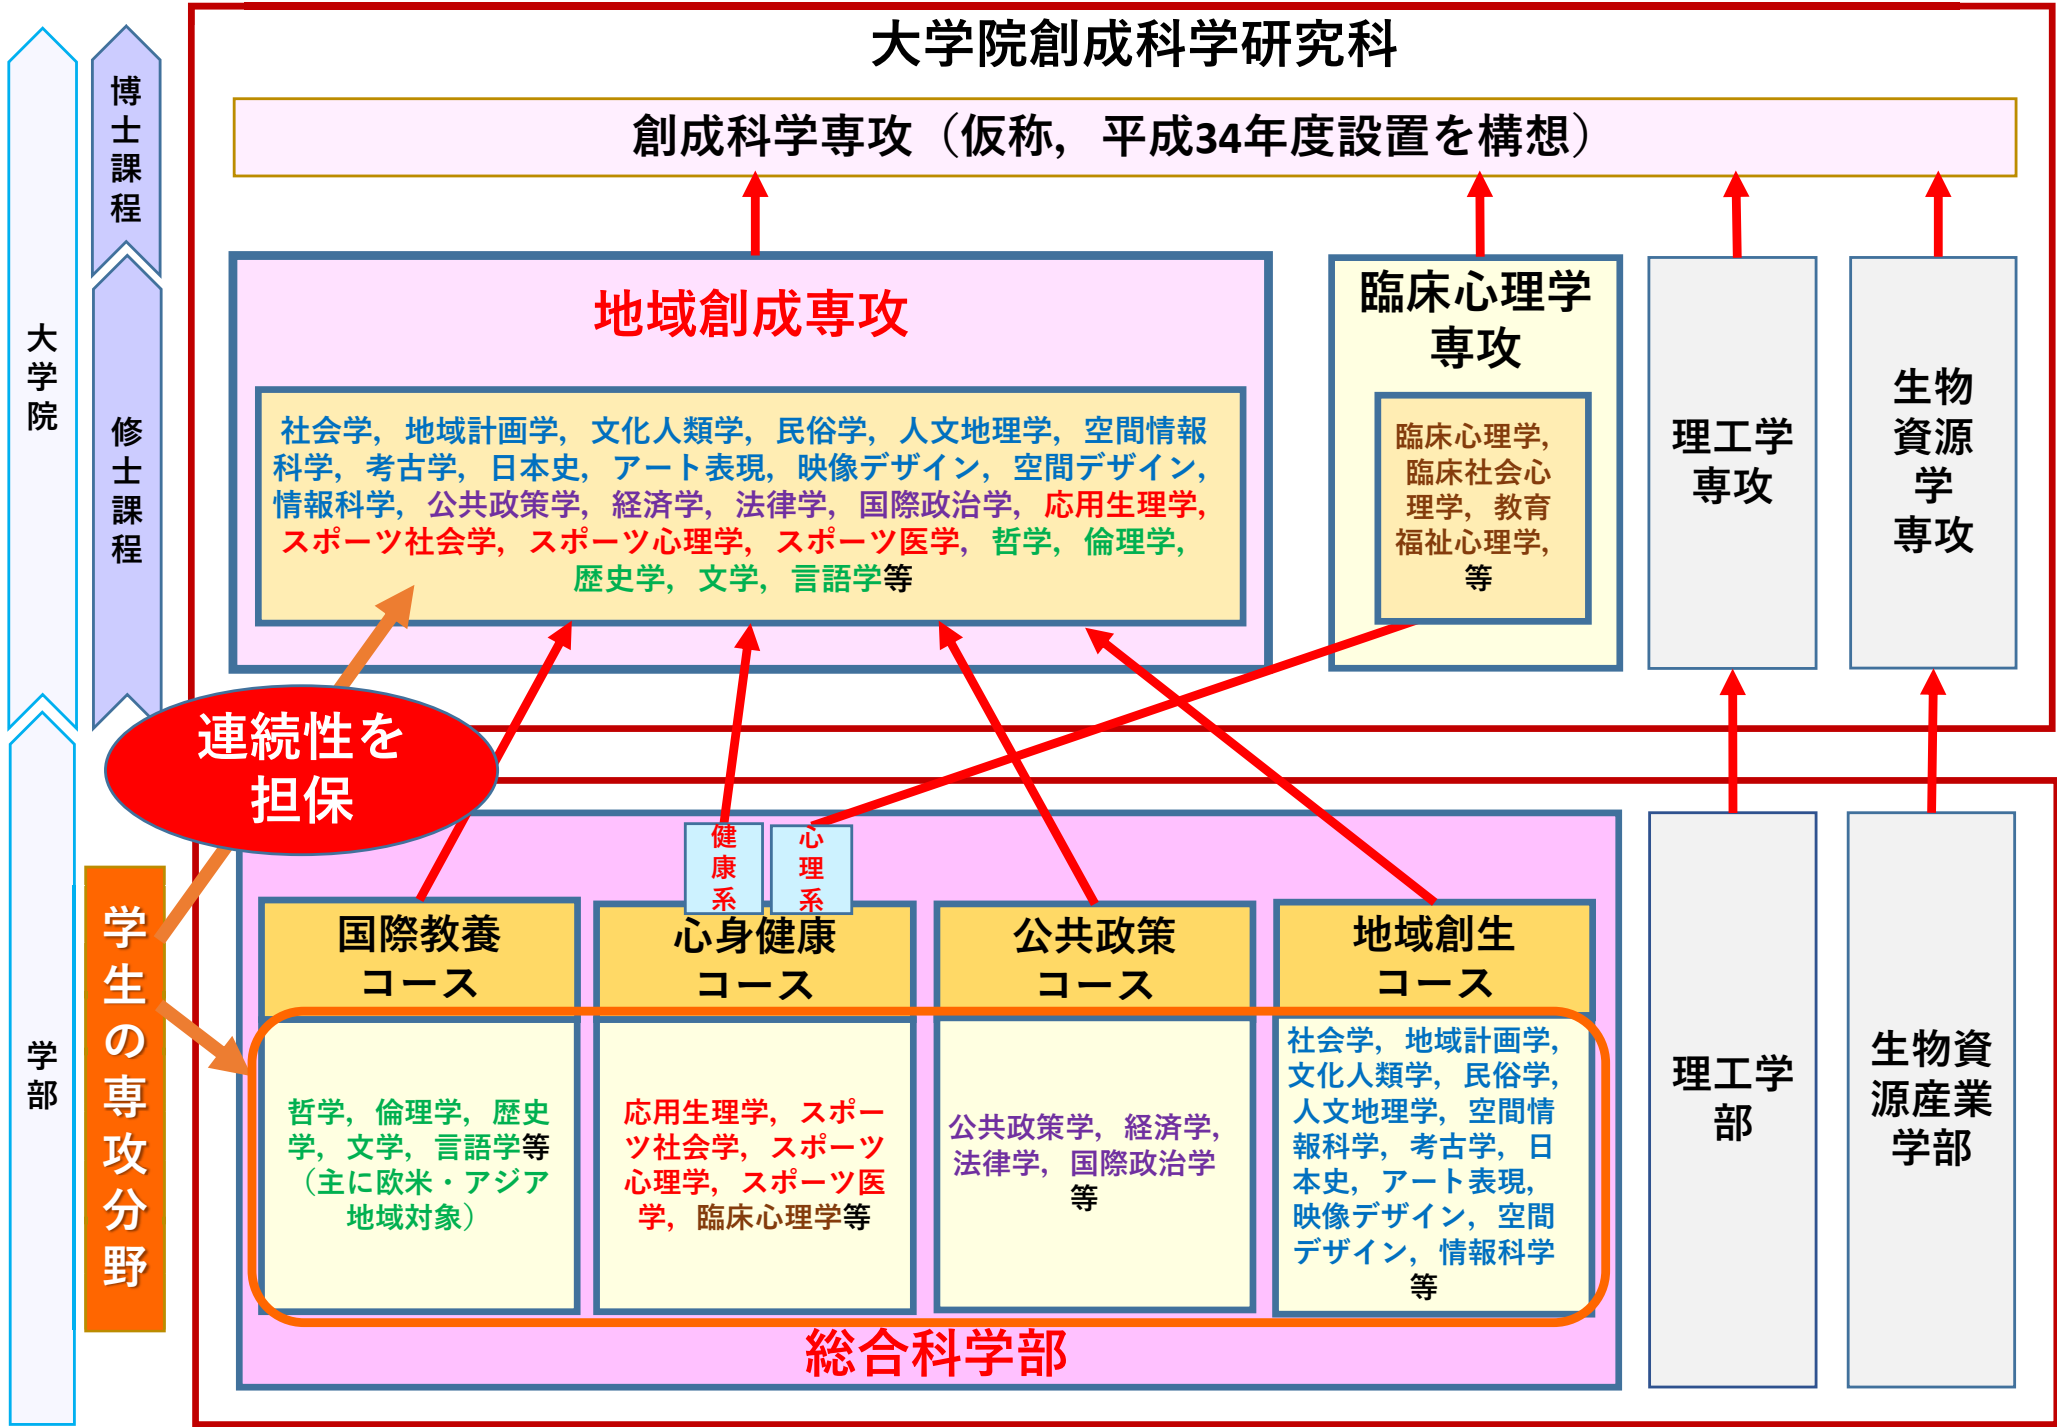 大学院創成科学研究科
創成科学専攻（仮称，平成34年度設置を構想）
博士課程
修士課程
大学院
学部
地域創成専攻
社会学，地域計画学，文化人類学，民俗学，人文地理学，空間情報
科学，考古学，日本史，アート表現，映像デザイン，空間デザイン，
情報科学，公共政策学，経済学，法律学，国際政治学，応用生理学，
スポーツ社会学，スポーツ心理学，スポーツ医学，哲学，倫理学，
歴史学，文学，言語学等
臨床心理学
専攻
臨床心理学，
臨床社会心
理学，教育
福祉心理学，
等
理工学
専攻
生物
資源
学
専攻
連続性を
担保
学生の専攻分野
健康系
心理系
国際教養
コース
心身健康
コース
公共政策
コース
地域創生
コース
哲学，倫理学，歴史
学，文学，言語学等
（主に欧米・アジア
地域対象）
応用生理学，スポー
ツ社会学，スポーツ
心理学，スポーツ医
学，臨床心理学等
公共政策学，経済学，
法律学，国際政治学
等
社会学，地域計画学，
文化人類学，民俗学，
人文地理学，空間情
報科学，考古学，日
本史，アート表現，
映像デザイン，空間
デザイン，情報科学
等
総合科学部
理工学
部
生物資
源産業
学部